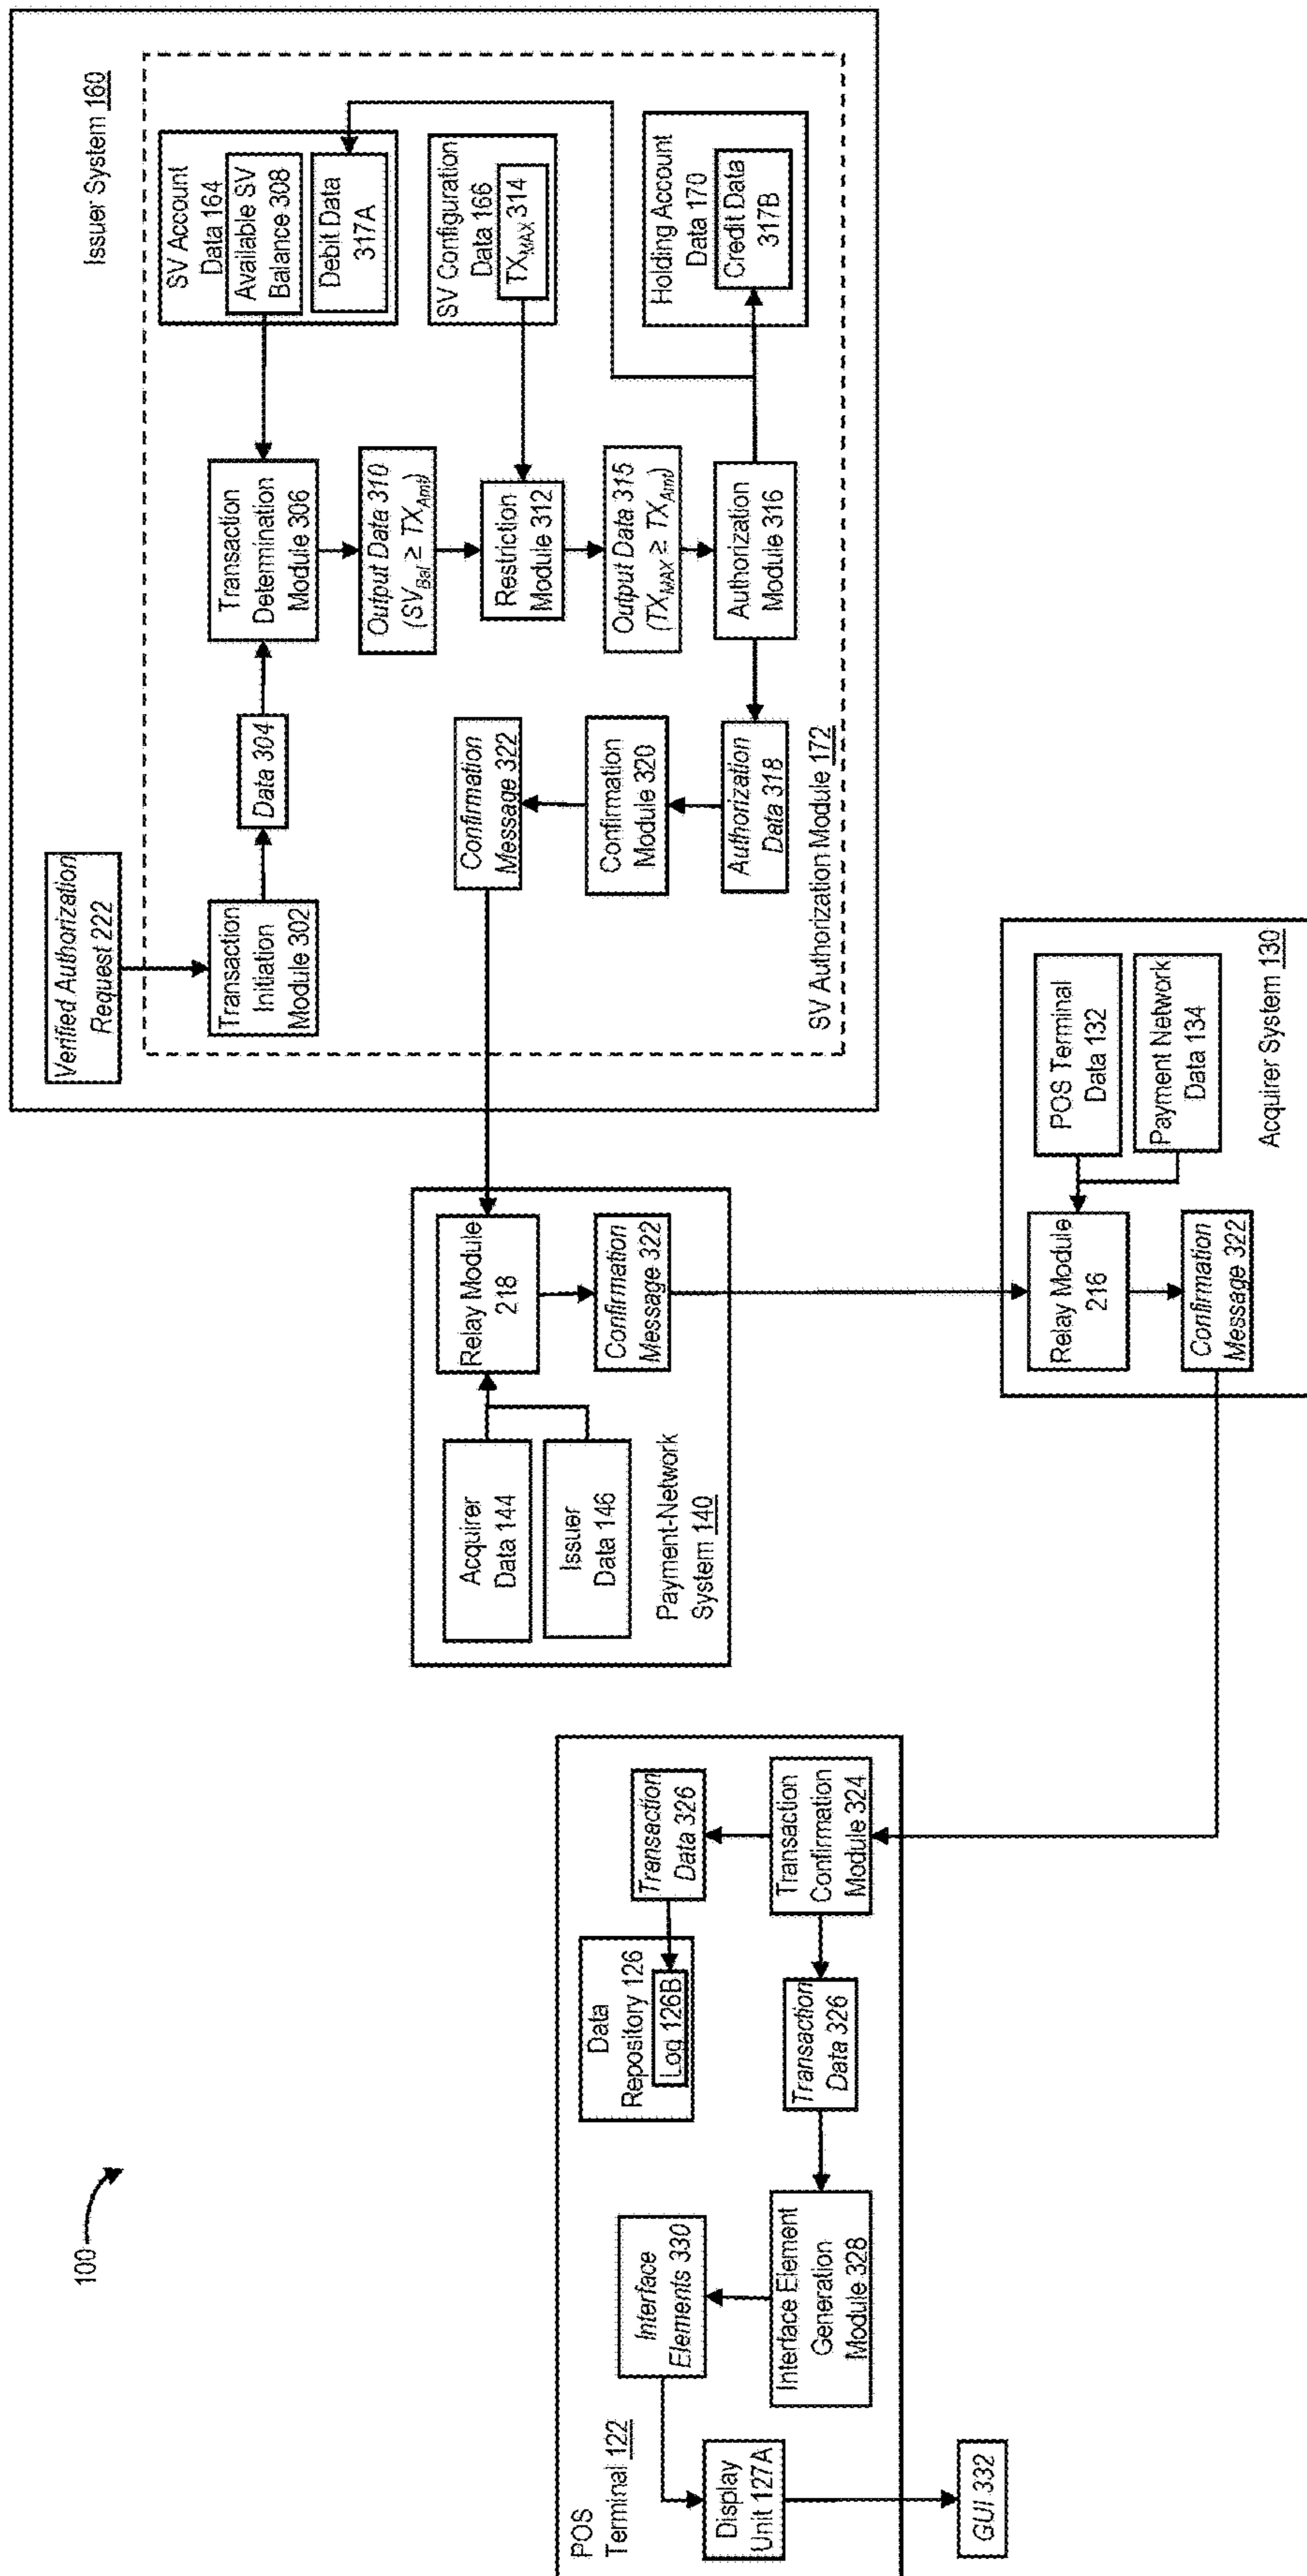 100
POS
Terminal 122
Display
Unit 127A
GUI 332
Interface
Elements 330
Interface Element
Generation
Module 328
Data
Repository 126
Log 126B
Transaction
Data 326
Transaction
Data 326
Transaction
Confirmation
Module 324
Acquirer
Data 144
Issuer
Data 146
Payment-Network
System 140
Relay Module
218
Confirmation
Message 322
Relay Module
216
Confirmation
Message 322
POS Terminal
Data 132
Payment Network
Data 134
Acquirer System 130
Issuer System 160
Verified Authorization
Request 222
Transaction
Initiation
Module 302
Data 304
Transaction
Determination
Module 306
SV Account
Data 164
Available SV
Balance 308
Debit Data
317A
Output Data 310
(SVBal ≥ TXAmt)
SV Configuration
Data 166
TXMAX 314
Restriction
Module 312
Output Data 315
(TXMAX ≥ TXAmt)
Holding Account
Data 170
Credit Data
317B
Authorization
Module 316
Authorization
Data 318
Confirmation
Module 320
Confirmation
Message 322
SV Authorization Module 172